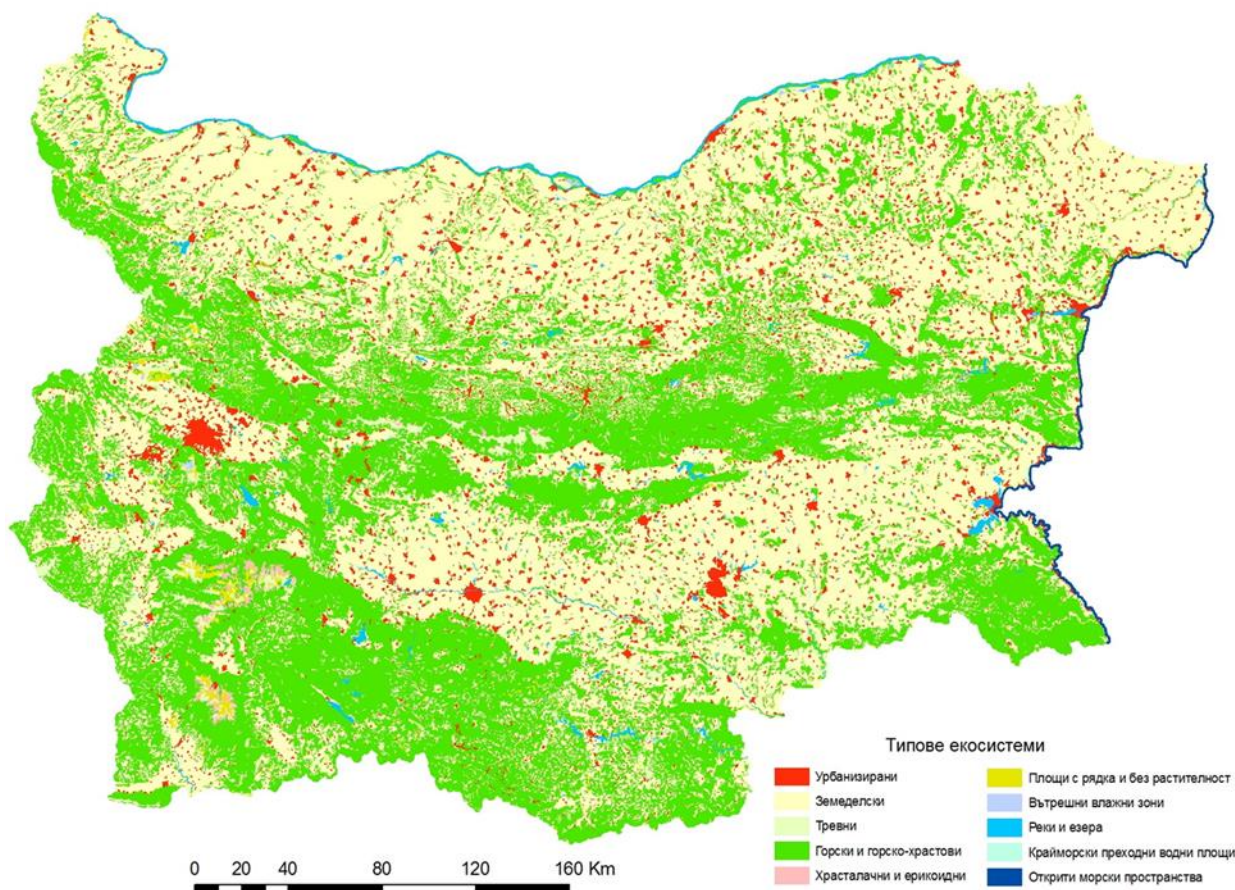 Типове екосистеми
Урбанизирани
Земеделски
Тревни
Горски и горско-храстови
Храсталачни и ерикоидни
Площи с рядка и без растителност
Вътрешни влажни зони
Реки и езера
Крайморски преходни водни площи
Открити морски пространства
0 20 40 80 120 160 Km